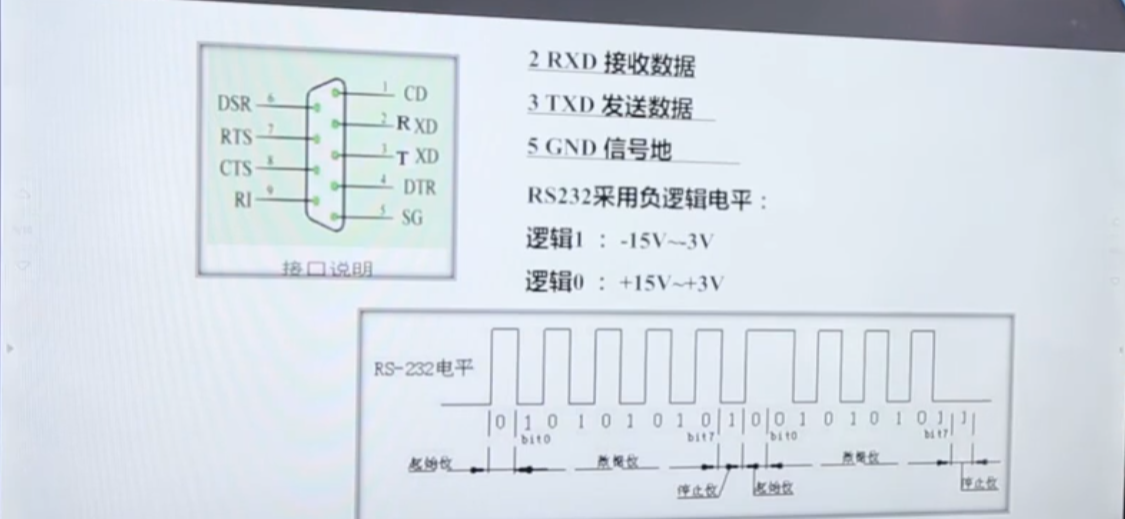 DSR 6 1 CD
RTS 7 2 RXD
CTS 8 3 TXD
RI 9 4 DTR
5 SG
接口说明
2 RXD 接收数据
3 TXD 发送数据
5 GND 信号地
RS232采用负逻辑电平：
逻辑1 ： -15V~-3V
逻辑0 ： +15V~+3V
RS-232电平
0 1 0 1 0 1 0 1 0 1 0 0 1 0 1 0 1 0 1 1
bit0 bit7 bit0 bit7
起始位 数据位 数据位
停止位 起始位 停止位